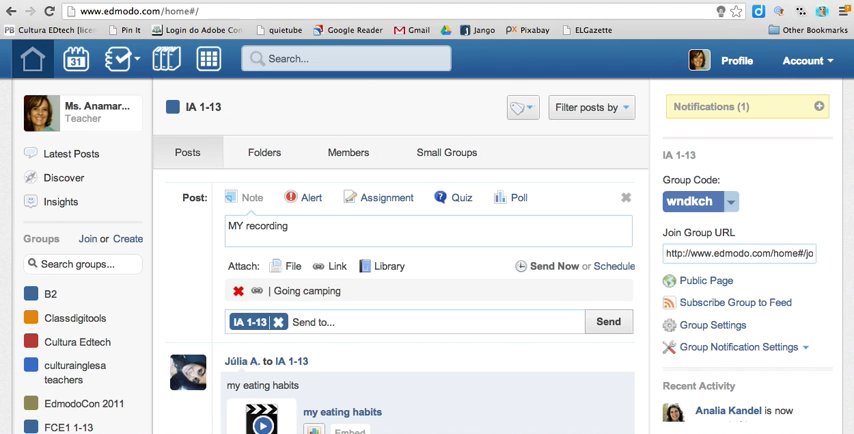 www.edmodo.com/home#/
Cultura EDtech [licen
Pin It
Login do Adobe Con
quietube
Google Reader
Gmail
Jango
Pixabay
ELGazette
Other Bookmarks
31
Search...
Profile
Account
Ms. Anamar...
Teacher
Latest Posts
Discover
Insights
Groups Join or Create
Search groups...
B2
Classdigitools
Cultura Edtech
culturainglesa
teachers
EdmodoCon 2011
FCE1 1-13
IA 1-13
Filter posts by
Posts
Folders
Members
Small Groups
Post:
Note
Alert
Assignment
Quiz
Poll
MY recording
Attach:
File
Link
Library
Send Now or Schedule
| Going camping
IA 1-13
Send to...
Send
Júlia A. to IA 1-13
my eating habits
my eating habits
Embed
Notifications (1)
IA 1-13
Group Code:
wndkch
Join Group URL
http://www.edmodo.com/home#/jo
Public Page
Subscribe Group to Feed
Group Settings
Group Notification Settings
Recent Activity
Analia Kandel is now